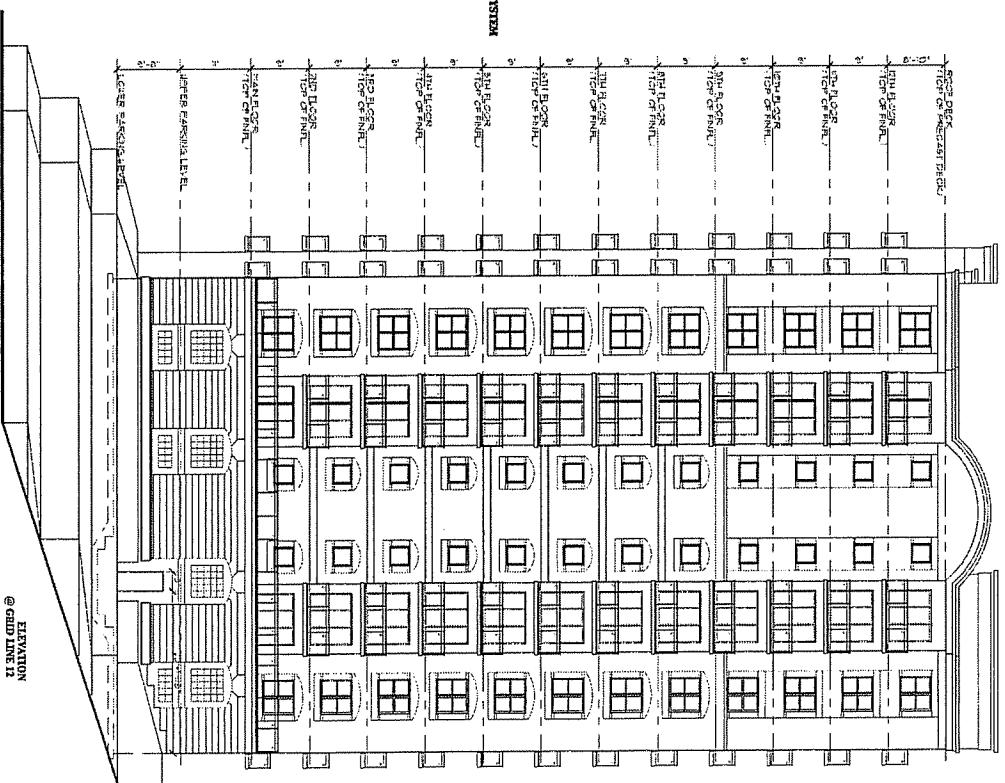 YSTEM
ROOF DECK
(TOP OF PRECAST DECK)
12TH FLOOR
(TOP OF FINAL)
11TH FLOOR
(TOP OF FINAL)
10TH FLOOR
(TOP OF FINAL)
9TH FLOOR
(TOP OF FINAL)
8TH FLOOR
(TOP OF FINAL)
7TH FLOOR
(TOP OF FINAL)
6TH FLOOR
(TOP OF FINAL)
5TH FLOOR
(TOP OF FINAL)
4TH FLOOR
(TOP OF FINAL)
3RD FLOOR
(TOP OF FINAL)
2ND FLOOR
(TOP OF FINAL)
MAIN FLOOR
(TOP OF FINAL)
UPPER PARKING LEVEL
LOWER PARKING LEVEL
ELEVATION
@ GRID LINE 12